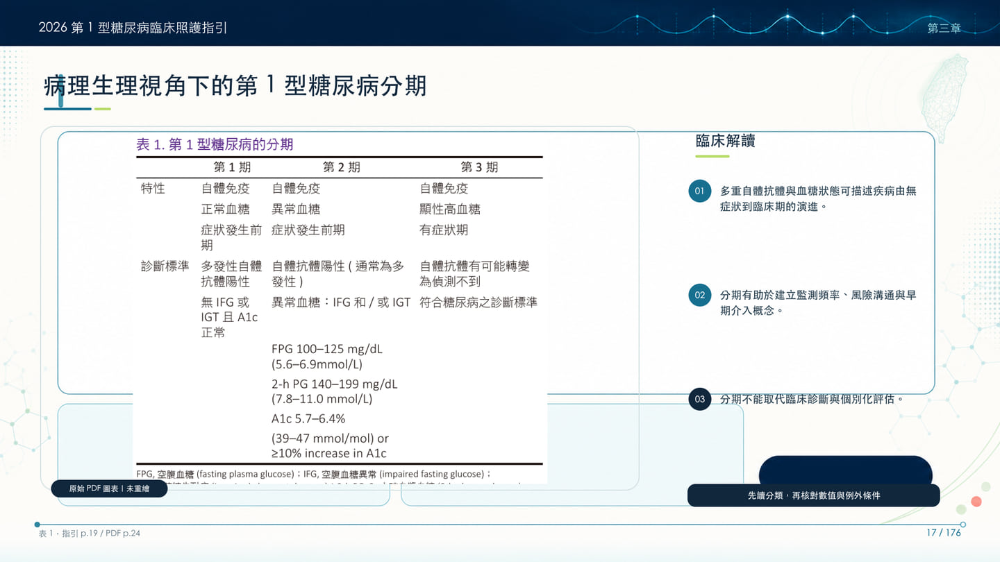 2026 第 1 型糖尿病臨床照護指引
第三章
病理生理視角下的第 1 型糖尿病分期
表 1. 第 1 型糖尿病的分期
第 1 期 第 2 期 第 3 期
特性 自體免疫 自體免疫 自體免疫
正常血糖 異常血糖 顯性高血糖
症狀發生前 症狀發生前期 有症狀期
期
診斷標準 多發性自體 自體抗體陽性 ( 通常為多 自體抗體有可能轉變
抗體陽性 發性 ) 為偵測不到
無 IFG 或 異常血糖：IFG 和 / 或 IGT 符合糖尿病之診斷標準
IGT 且 A1c
正常
FPG 100–125 mg/dL
(5.6–6.9mmol/L)
2-h PG 140–199 mg/dL
(7.8–11.0 mmol/L)
A1c 5.7–6.4%
(39–47 mmol/mol) or
≥10% increase in A1c
FPG, 空腹血糖 (fasting plasma glucose)；IFG, 空腹血糖異常 (impaired fasting glucose)；
原始 PDF 圖表｜未重繪
臨床解讀
01 多重自體抗體與血糖狀態可描述疾病由無
症狀到臨床期的演進。
02 分期有助於建立監測頻率、風險溝通與早
期介入概念。
03 分期不能取代臨床診斷與個別化評估。
先讀分類，再核對數值與例外條件
表 1，指引 p.19 / PDF p.24
17 / 176